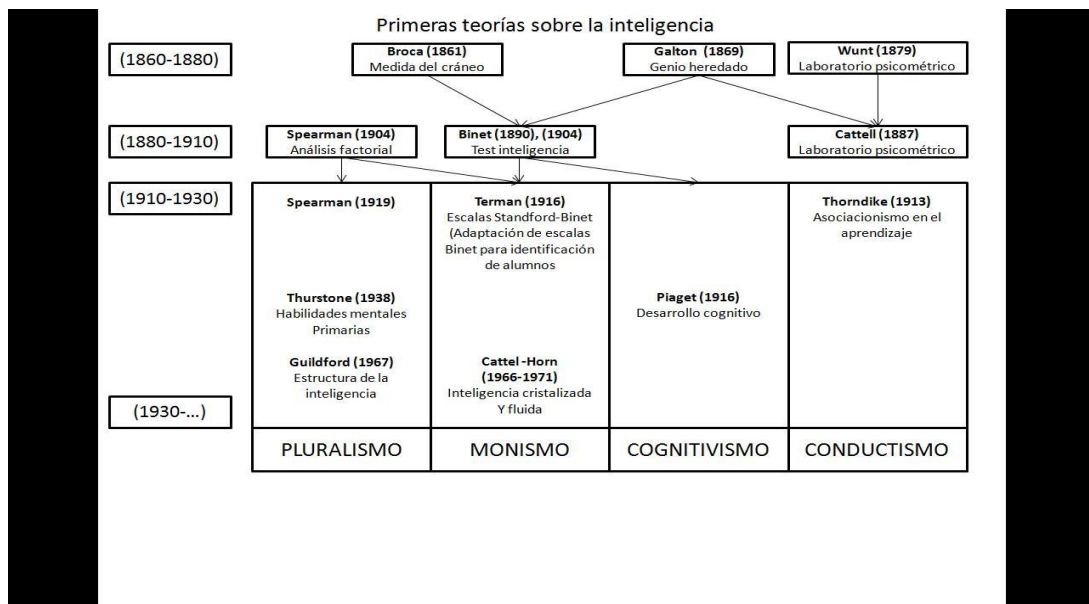 Primeras teorías sobre la inteligencia
(1860-1880)
Broca (1861)
Medida del cráneo
Galton (1869)
Genio heredado
Wunt (1879)
Laboratorio psicométrico
(1880-1910)
Spearman (1904)
Análisis factorial
Binet (1890), (1904)
Test inteligencia
Cattell (1887)
Laboratorio psicométrico
(1910-1930)
Spearman (1919)
Terman (1916)
Escalas Standford-Binet
(Adaptación de escalas
Binet para identificación
de alumnos
Thorndike (1913)
Asociacionismo en el
aprendizaje
Thurstone (1938)
Habilidades mentales
Primarias
Piaget (1916)
Desarrollo cognitivo
Guildford (1967)
Estructura de la
inteligencia
Cattel -Horn
(1966-1971)
Inteligencia cristalizada
Y fluida
(1930-...)
PLURALISMO
MONISMO
COGNITIVISMO
CONDUCTISMO